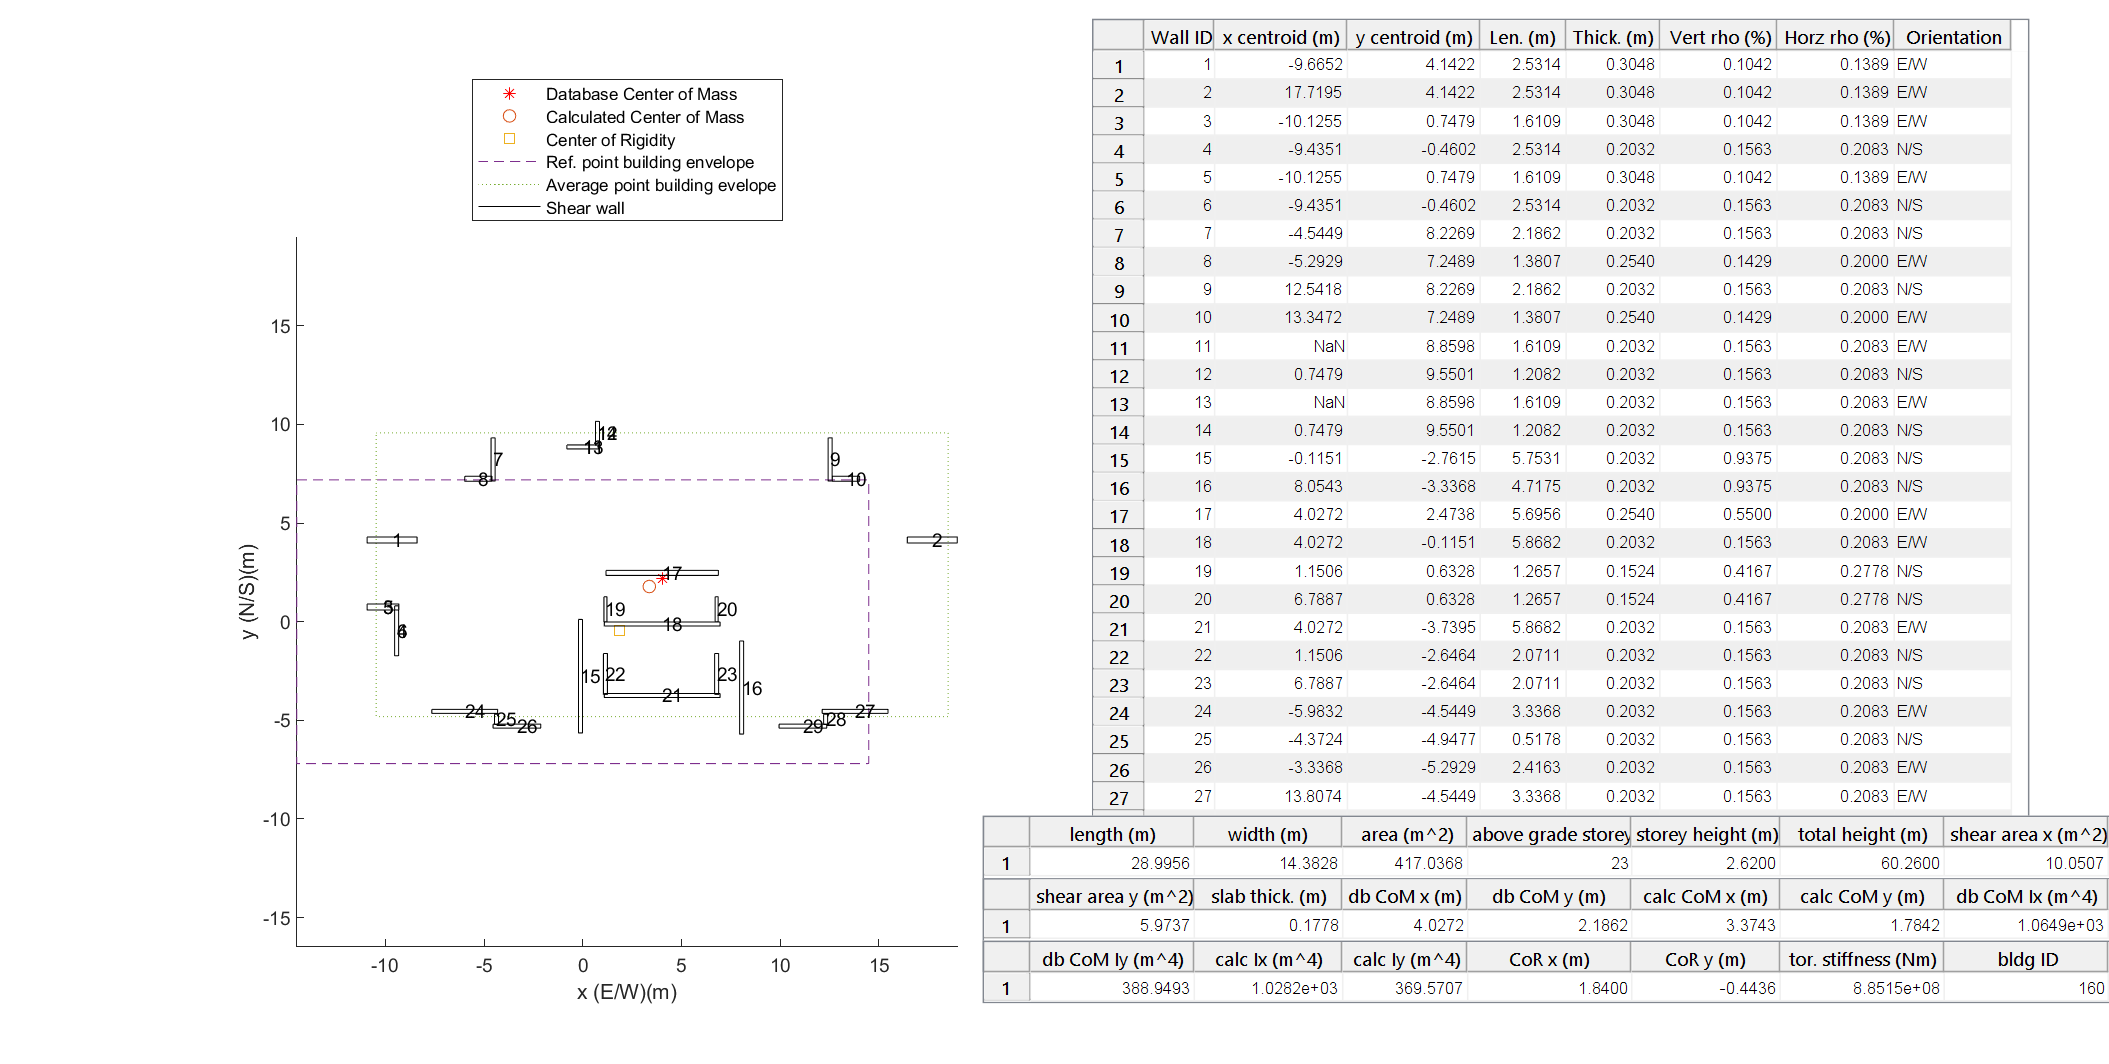 Database Center of Mass
Calculated Center of Mass
Center of Rigidity
Ref. point building envelope
Average point building evelope
Shear wall
15
10
5
0
-5
-10
-15
y (N/S)(m)
-10 -5 0 5 10 15
x (E/W)(m)
7
8
9
10
1
2
17
19
20
18
15
22
23
16
21
24
25
26
27
28
29
Wall ID x centroid (m) y centroid (m) Len. (m) Thick. (m) Vert rho (%) Horz rho (%) Orientation
1 1 -9.6652 4.1422 2.5314 0.3048 0.1042 0.1389 E/W
2 2 17.7195 4.1422 2.5314 0.3048 0.1042 0.1389 E/W
3 3 -10.1255 0.7479 1.6109 0.3048 0.1042 0.1389 E/W
4 4 -9.4351 -0.4602 2.5314 0.2032 0.1563 0.2083 N/S
5 5 -10.1255 0.7479 1.6109 0.3048 0.1042 0.1389 E/W
6 6 -9.4351 -0.4602 2.5314 0.2032 0.1563 0.2083 N/S
7 7 -4.5449 8.2269 2.1862 0.2032 0.1563 0.2083 N/S
8 8 -5.2929 7.2489 1.3807 0.2540 0.1429 0.2000 E/W
9 9 12.5418 8.2269 2.1862 0.2032 0.1563 0.2083 N/S
10 10 13.3472 7.2489 1.3807 0.2540 0.1429 0.2000 E/W
11 11 NaN 8.8598 1.6109 0.2032 0.1563 0.2083 E/W
12 12 0.7479 9.5501 1.2082 0.2032 0.1563 0.2083 N/S
13 13 NaN 8.8598 1.6109 0.2032 0.1563 0.2083 E/W
14 14 0.7479 9.5501 1.2082 0.2032 0.1563 0.2083 N/S
15 15 -0.1151 -2.7615 5.7531 0.2032 0.9375 0.2083 N/S
16 16 8.0543 -3.3368 4.7175 0.2032 0.9375 0.2083 N/S
17 17 4.0272 2.4738 5.6956 0.2540 0.5500 0.2000 E/W
18 18 4.0272 -0.1151 5.8682 0.2032 0.1563 0.2083 E/W
19 19 1.1506 0.6328 1.2657 0.1524 0.4167 0.2778 N/S
20 20 6.7887 0.6328 1.2657 0.1524 0.4167 0.2778 N/S
21 21 4.0272 -3.7395 5.8682 0.2032 0.1563 0.2083 E/W
22 22 1.1506 -2.6464 2.0711 0.2032 0.1563 0.2083 N/S
23 23 6.7887 -2.6464 2.0711 0.2032 0.1563 0.2083 N/S
24 24 -5.9832 -4.5449 3.3368 0.2032 0.1563 0.2083 E/W
25 25 -4.3724 -4.9477 0.5178 0.2032 0.1563 0.2083 N/S
26 26 -3.3368 -5.2929 2.4163 0.2032 0.1563 0.2083 E/W
27 27 13.8074 -4.5449 3.3368 0.2032 0.1563 0.2083 E/W
length (m) width (m) area (m^2) above grade storey storey height (m) total height (m) shear area x (m^2)
1 28.9956 14.3828 417.0368 23 2.6200 60.2600 10.0507
shear area y (m^2) slab thick. (m) db CoM x (m) db CoM y (m) calc CoM x (m) calc CoM y (m) db CoM Ix (m^4)
1 5.9737 0.1778 4.0272 2.1862 3.3743 1.7842 1.0649e+03
db CoM Iy (m^4) calc Ix (m^4) calc Iy (m^4) CoR x (m) CoR y (m) tor. stiffness (Nm) bldg ID
1 388.9493 1.0282e+03 369.5707 1.8400 -0.4436 8.8515e+08 160